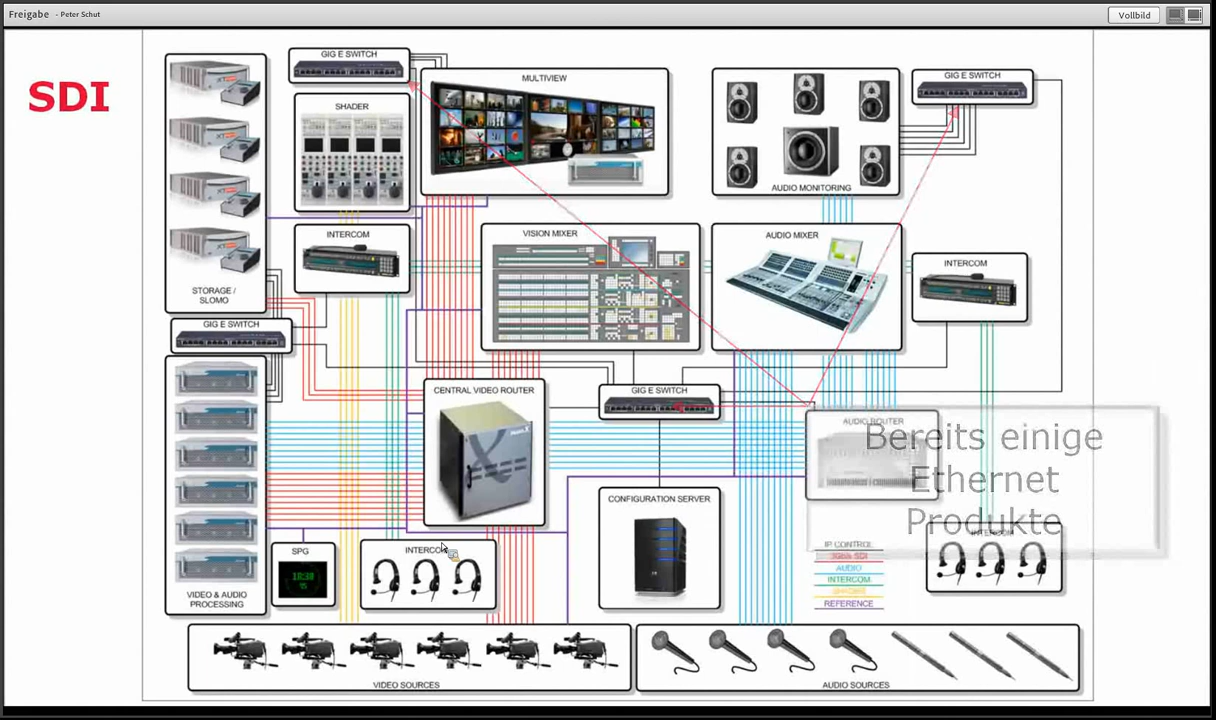 Freigabe - Peter Schut
Vollbild
SDI
GIG E SWITCH
SHADER
MULTIVIEW
AUDIO MONITORING
GIG E SWITCH
STORAGE /
SLOMO
INTERCOM
VISION MIXER
AUDIO MIXER
INTERCOM
GIG E SWITCH
CENTRAL VIDEO ROUTER
GIG E SWITCH
AUDIO ROUTER
Bereits einige
Ethernet
Produkte
CONFIGURATION SERVER
VIDEO & AUDIO
PROCESSING
SPG
INTERCOM
INTERCOM
IP CONTROL
3Gb/s SDI
AUDIO
INTERCOM
SHADER
REFERENCE
VIDEO SOURCES
AUDIO SOURCES